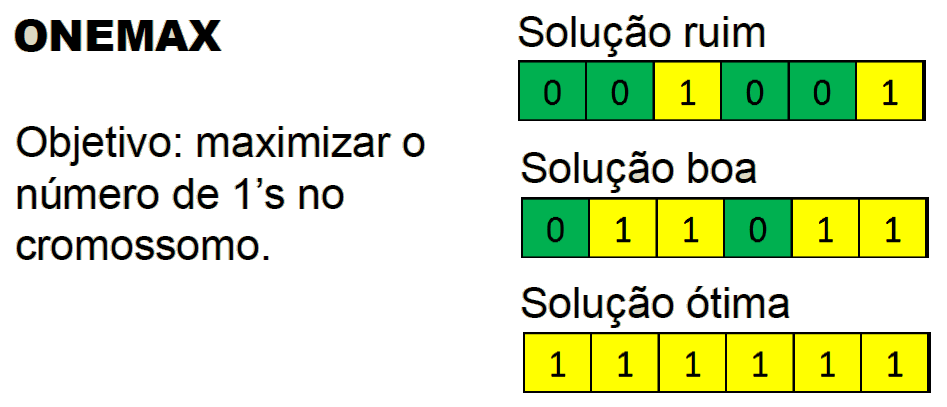 ONEMAX
Objetivo: maximizar o
número de 1’s no
cromossomo.
Solução ruim
0 0 1 0 0 1
Solução boa
0 1 1 0 1 1
Solução ótima
1 1 1 1 1 1